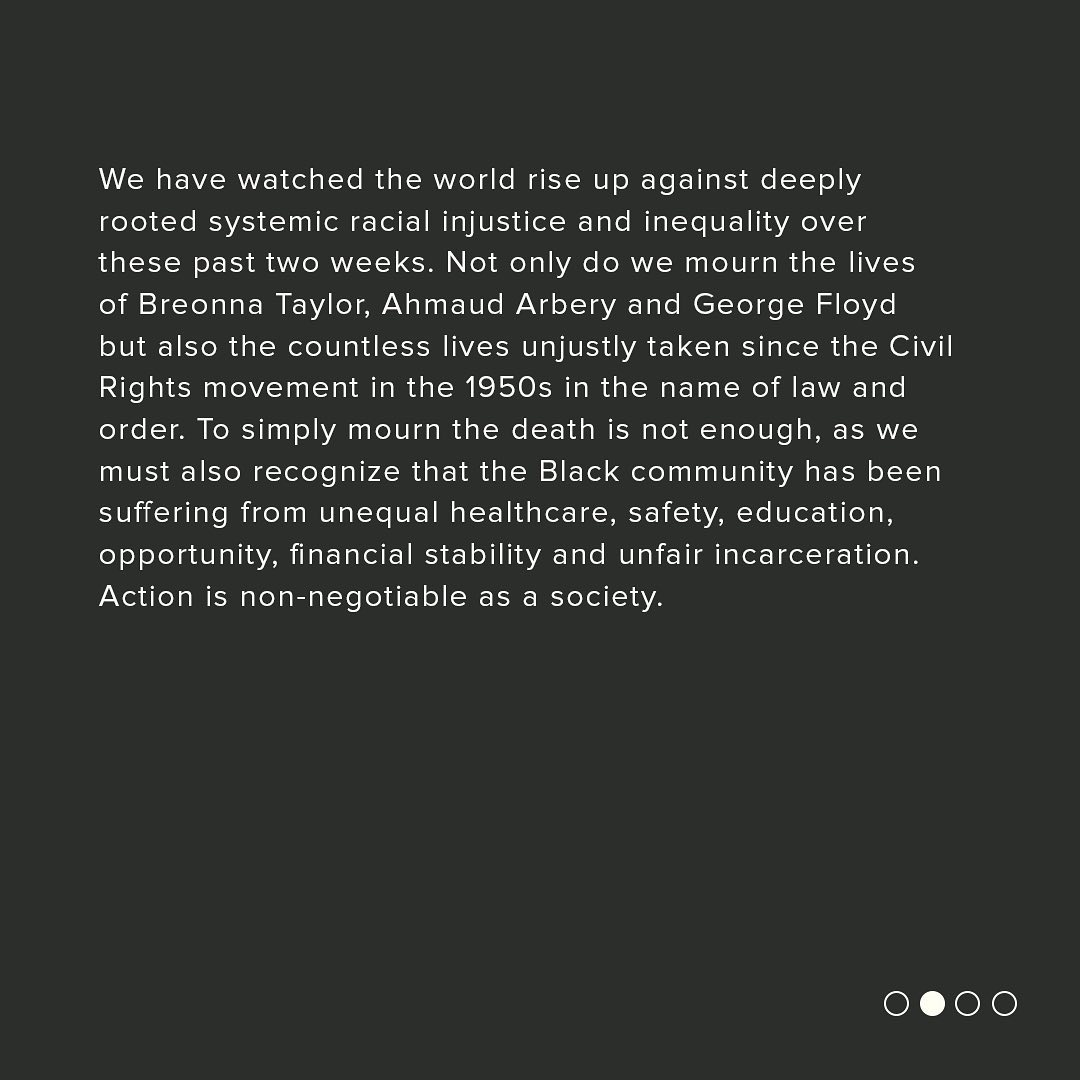 We have watched the world rise up against deeply
rooted systemic racial injustice and inequality over
these past two weeks. Not only do we mourn the lives
of Breonna Taylor, Ahmaud Arbery and George Floyd
but also the countless lives unjustly taken since the Civil
Rights movement in the 1950s in the name of law and
order. To simply mourn the death is not enough, as we
must also recognize that the Black community has been
suffering from unequal healthcare, safety, education,
opportunity, financial stability and unfair incarceration.
Action is non-negotiable as a society.